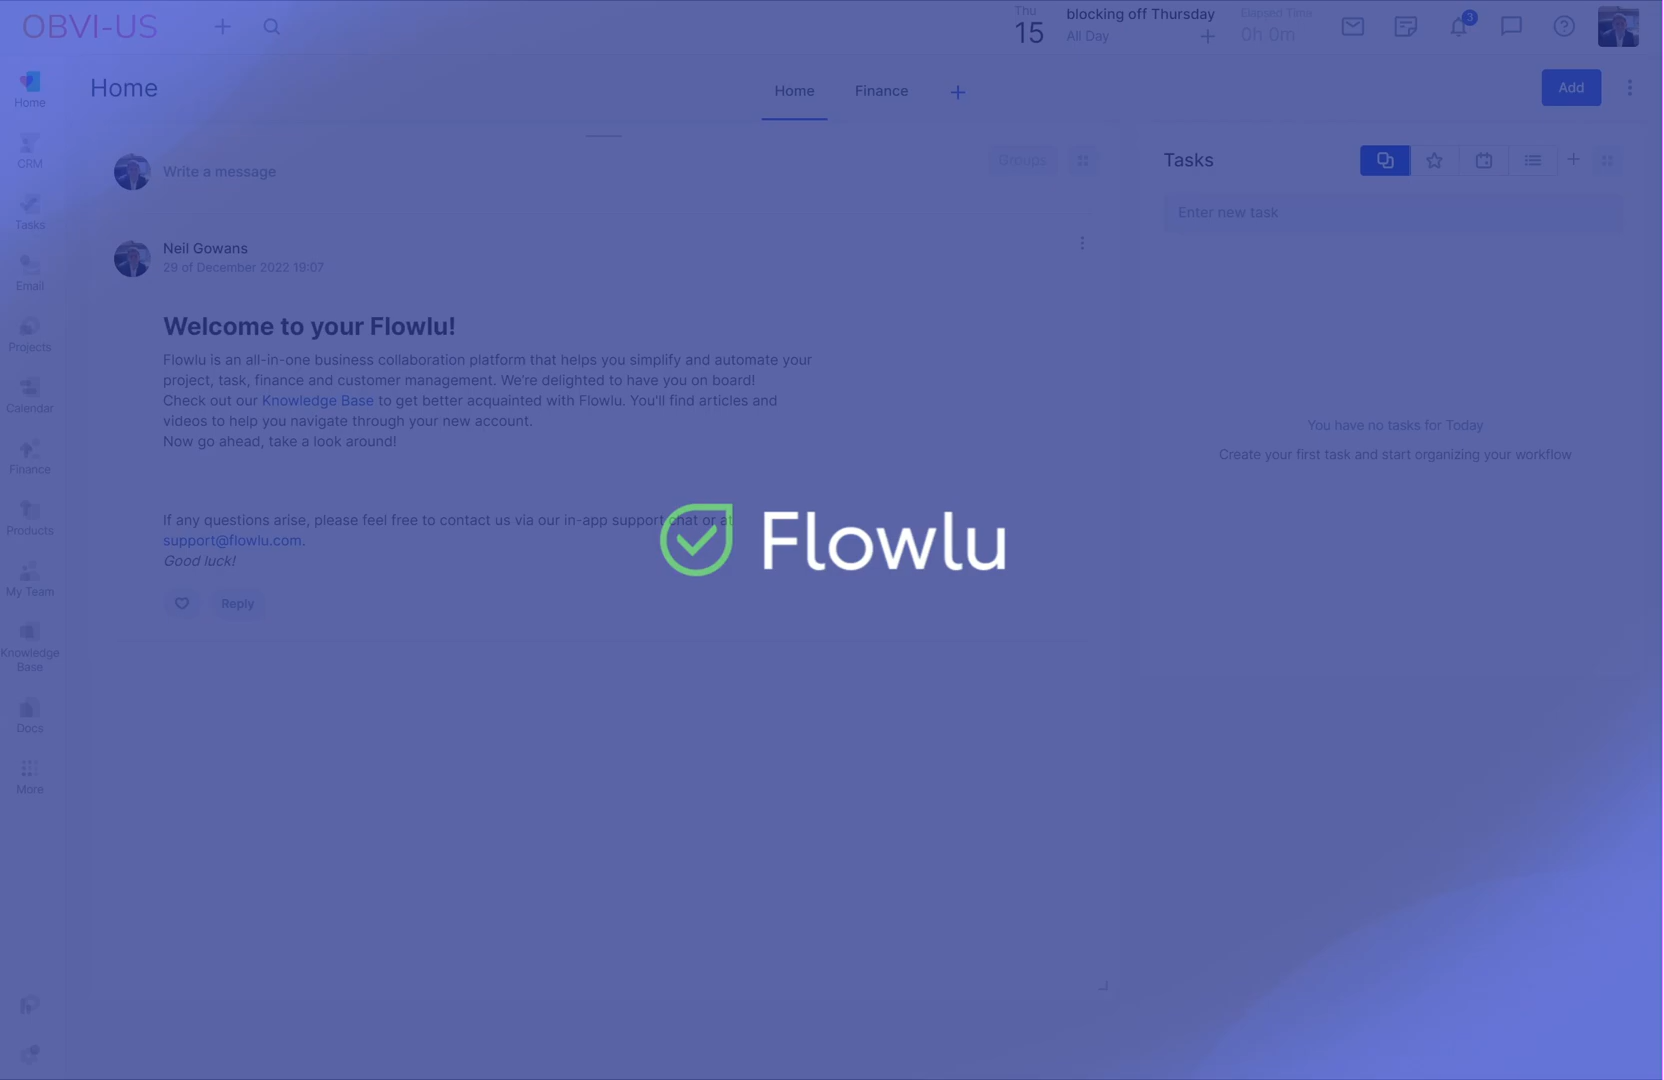 OBVI-US
Thu
15
blocking off Thursday
All Day
Elapsed Time
0h 0m
3
Home
Home
Finance
Add
Home
CRM
Tasks
Email
Projects
Calendar
Finance
Products
My Team
Knowledge
Base
Docs
More
Write a message
Groups
Neil Gowans
29 of December 2022 19:07
Welcome to your Flowlu!
Flowlu is an all-in-one business collaboration platform that helps you simplify and automate your
project, task, finance and customer management. We're delighted to have you on board!
Check out our Knowledge Base to get better acquainted with Flowlu. You'll find articles and
videos to help you navigate through your new account.
Now go ahead, take a look around!
If any questions arise, please feel free to contact us via our in-app support chat or at
support@flowlu.com.
Good luck!
Reply
Tasks
Enter new task
You have no tasks for Today
Create your first task and start organizing your workflow
Flowlu